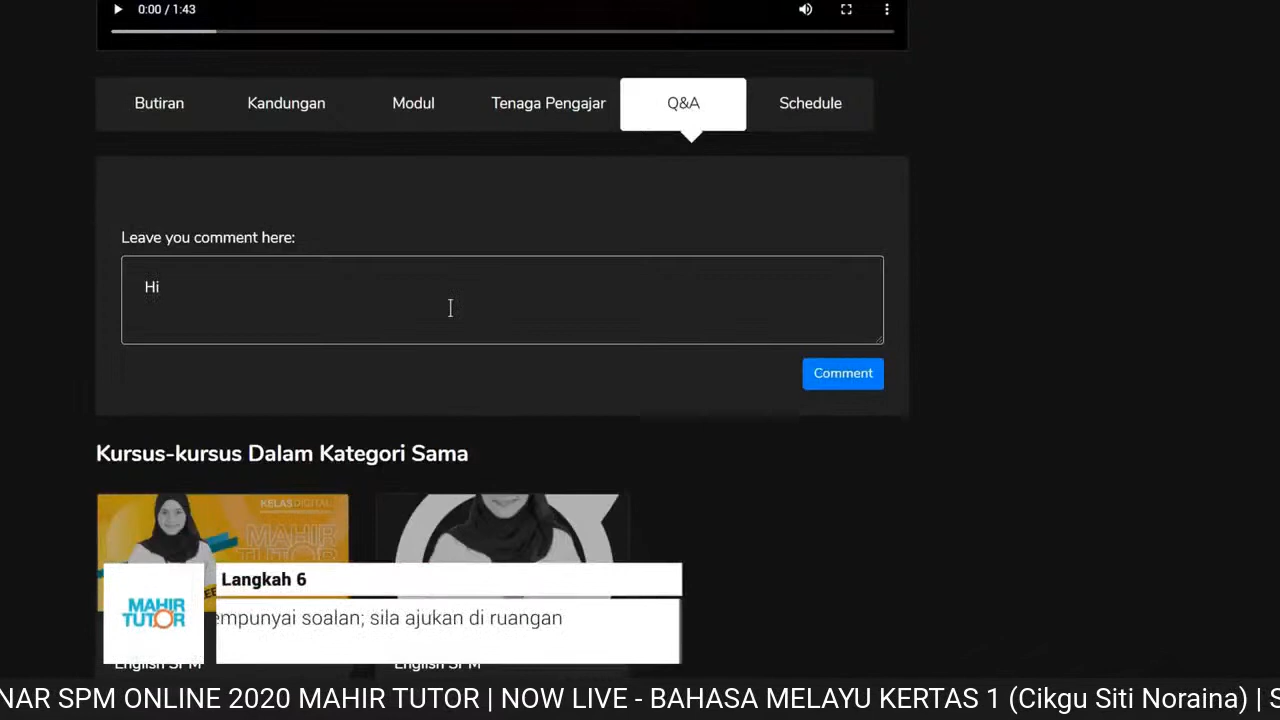 0:00 / 1:43
Butiran Kandungan Modul Tenaga Pengajar Q&A Schedule
Leave you comment here:
Hi
Comment
Kursus-kursus Dalam Kategori Sama
KELASDIGITAL
MAHIR
TUTOR
Langkah 6
MAHIR
TUTOR
empunyai soalan; sila ajukan di ruangan
English SPM English SPM
NAR SPM ONLINE 2020 MAHIR TUTOR | NOW LIVE - BAHASA MELAYU KERTAS 1 (Cikgu Siti Noraina) | S